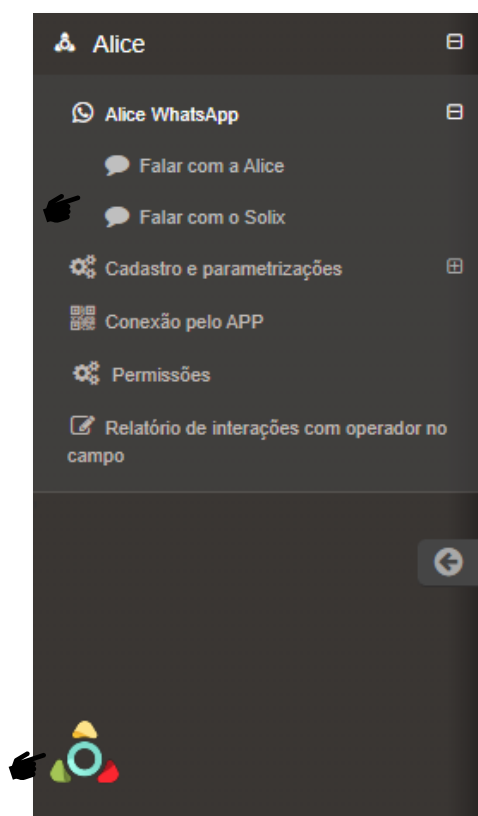 Alice
Alice WhatsApp
Falar com a Alice
Falar com o Solix
Cadastro e parametrizações
Conexão pelo APP
Permissões
Relatório de interações com operador no
campo